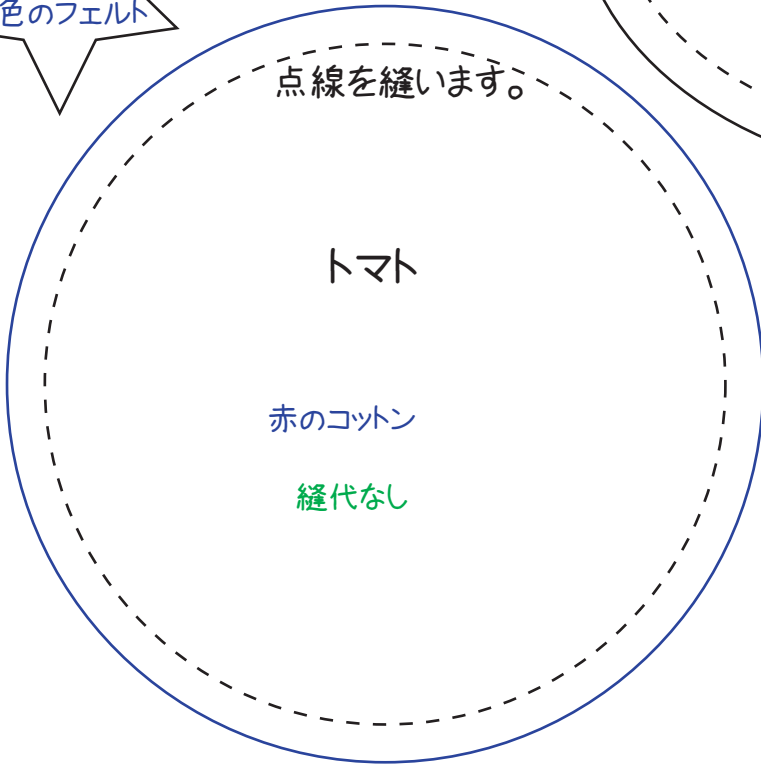 色のフェルト
点線を縫います。
トマト
赤のコットン
縫代なし